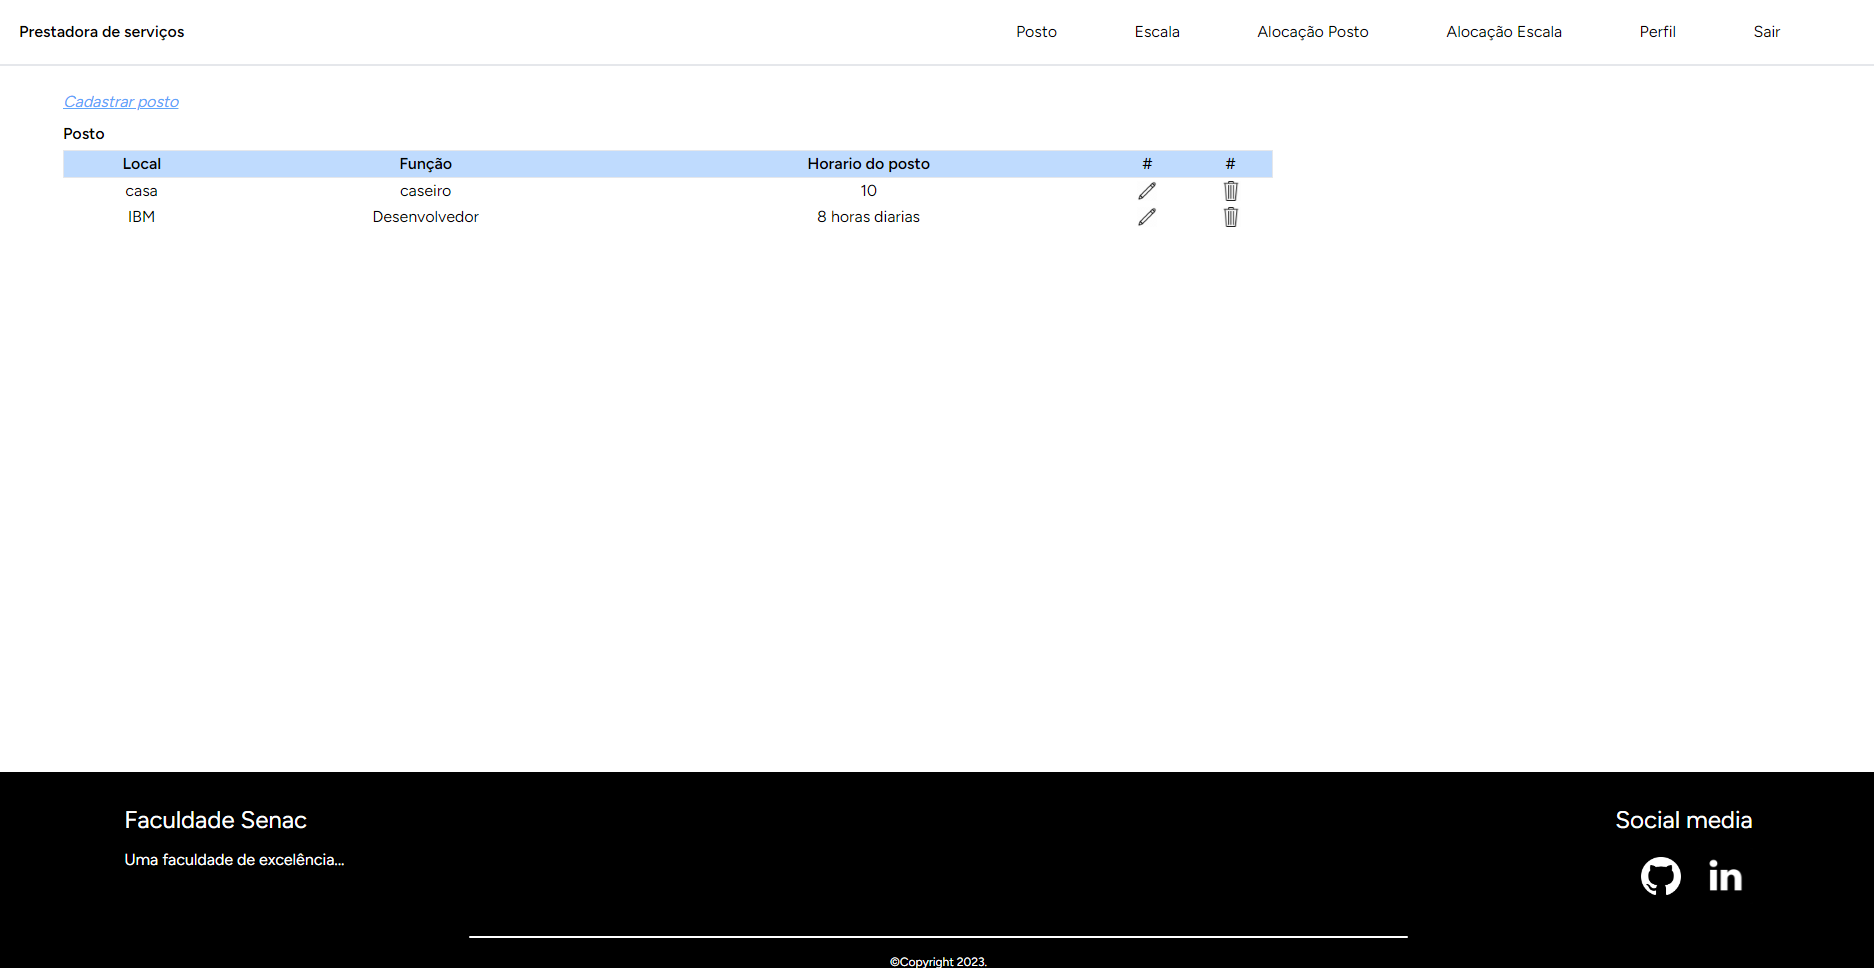 Prestadora de serviços Posto Escala Alocação Posto Alocação Escala Perfil Sair
Cadastrar posto
Posto
Local Função Horario do posto # #
casa caseiro 10
IBM Desenvolvedor 8 horas diarias
Faculdade Senac Social media
Uma faculdade de excelência...
in
©Copyright 2023.